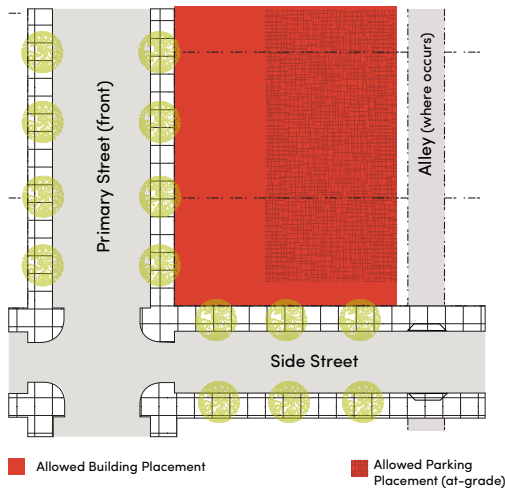 Primary Street (front)
Alley (where occurs)
Side Street
Allowed Building Placement
Allowed Parking
Placement (at-grade)